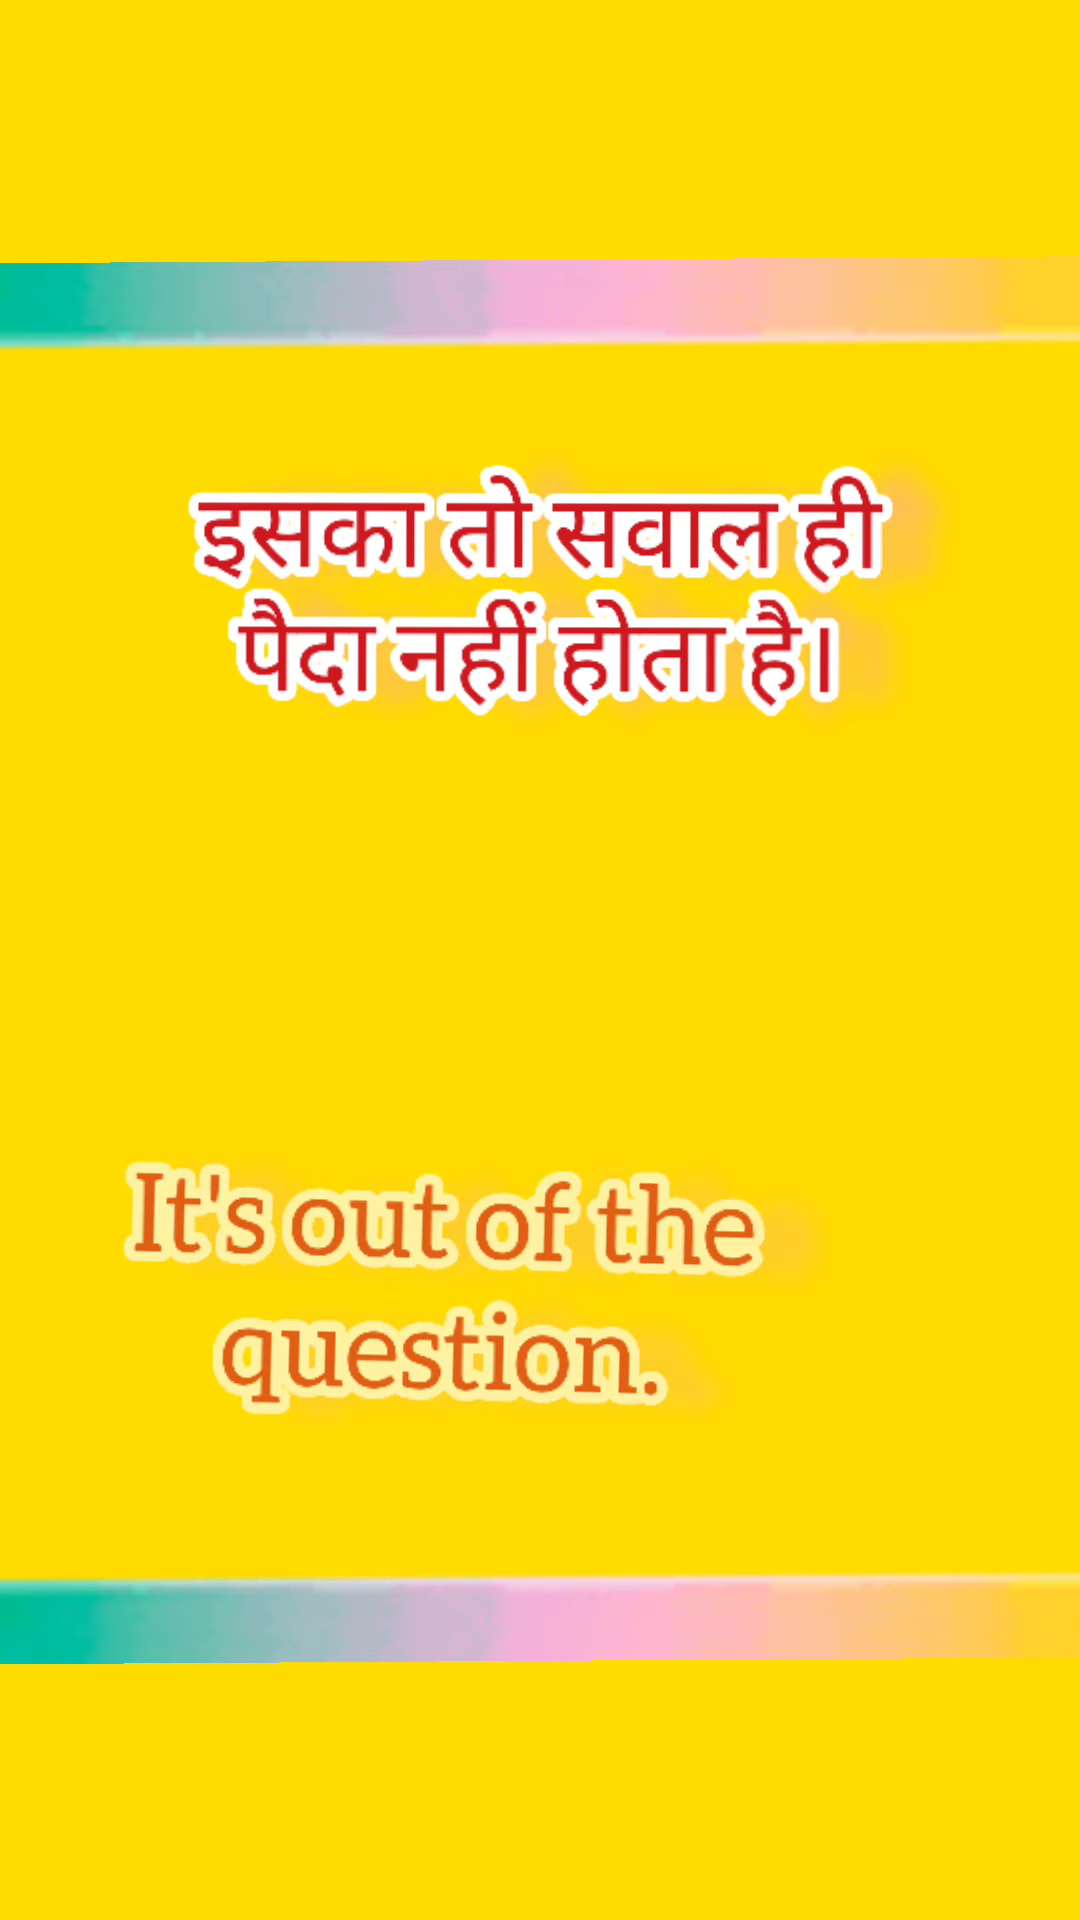 इसका तो सवाल ही
पैदा नहीं होता है।
It's out of the
question.